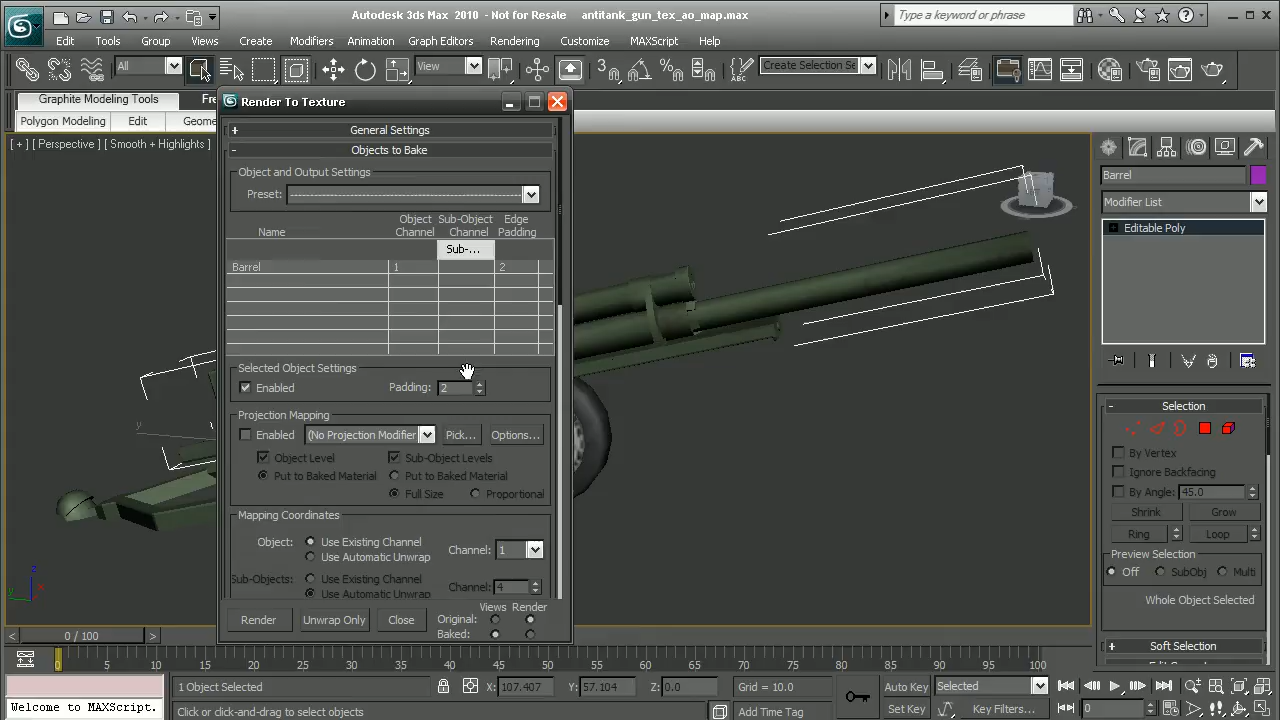 Autodesk 3ds Max 2010 - Not for Resale antitank_gun_tex_ao_map.max
Type a keyword or phrase
Edit Tools Group Views Create Modifiers Animation Graph Editors Rendering Customize MAXScript Help
All View Create Selection Se
Graphite Modeling Tools Fre
Polygon Modeling Edit Geome
[ + ] [ Perspective ] [ Smooth + Highlights ]
Render To Texture
+ General Settings
- Objects to Bake
Object and Output Settings
Preset:
Object Sub-Object Edge
Name Channel Channel Padding
Sub-...
Barrel 1 2
Selected Object Settings
Enabled Padding: 2
Projection Mapping
Enabled (No Projection Modifier Pick... Options...
Object Level Sub-Object Levels
Put to Baked Material Put to Baked Material
Full Size Proportional
Mapping Coordinates
Object: Use Existing Channel Channel: 1
Use Automatic Unwrap
Sub-Objects: Use Existing Channel Channel: 4
Use Automatic Unwrap
Views Render
Render Unwrap Only Close Original:
Baked:
Barrel
Modifier List
Editable Poly
- Selection
By Vertex
Ignore Backfacing
By Angle: 45.0
Shrink Grow
Ring Loop
Preview Selection
Off SubObj Multi
Whole Object Selected
+ Soft Selection
y
z
x
< 0 / 100 >
0 5 10 15 20 25 30 35 40 45 50 55 60 65 70 75 80 85 90 95 100
1 Object Selected X: 107.407 Y: 57.104 Z: 0.0 Grid = 10.0 Auto Key Selected
Welcome to MAXScript. Click or click-and-drag to select objects Add Time Tag Set Key Key Filters... 0